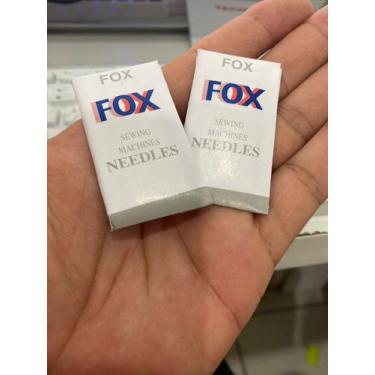 FOX
FOX
SEWING
MACHINES
NEEDLES
FOX
FOX
SEWING
MACHINES
NEEDLES